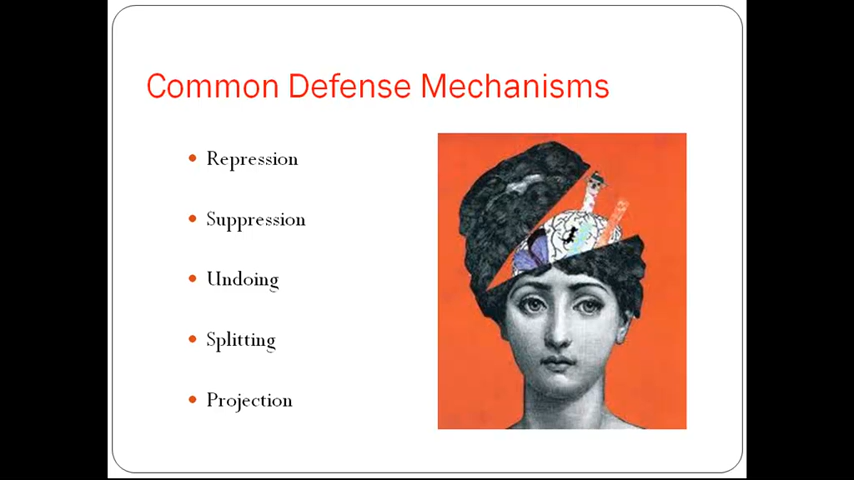 Common Defense Mechanisms
Repression
Suppression
Undoing
Splitting
Projection